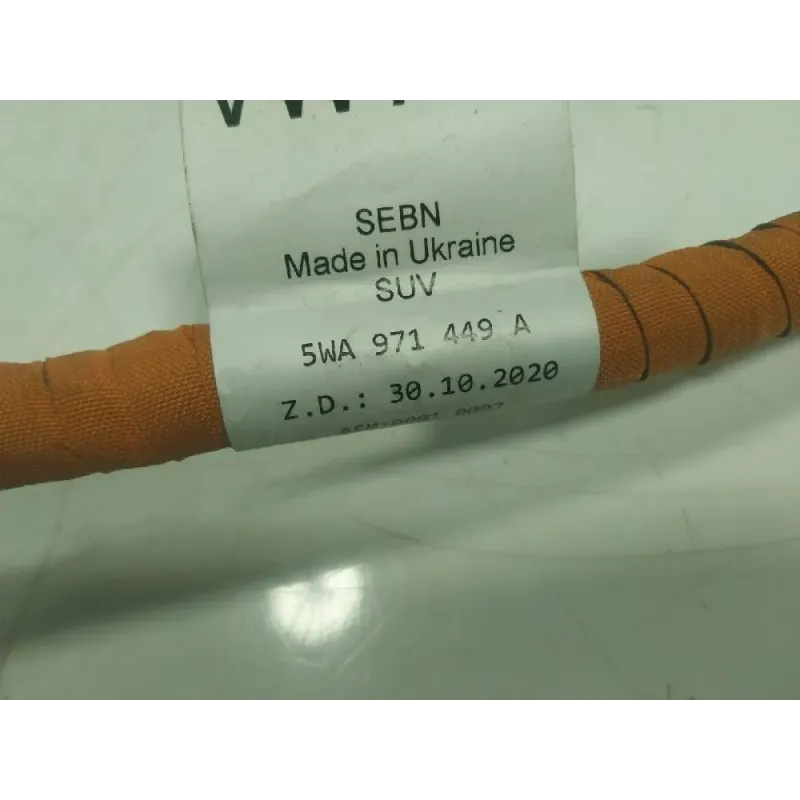 SEBN
Made in Ukraine
SUV
5WA 971 449 A
Z.D.: 30.10.2020